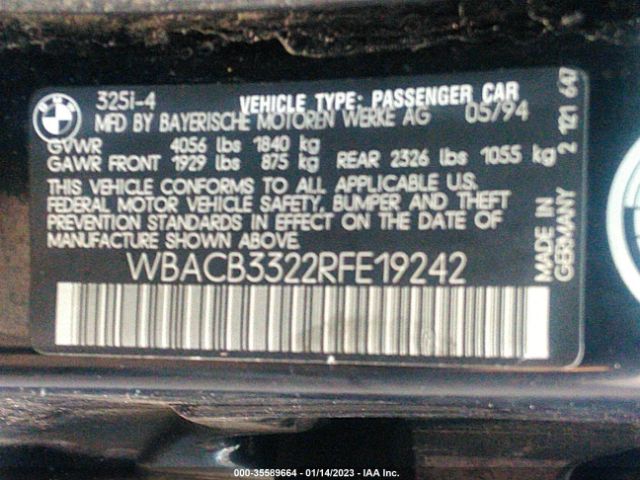 BMW
325i-4 VEHICLE TYPE: PASSENGER CAR
MFD BY BAYERISCHE MOTOREN WERKE AG 05/94
GVWR 4056 lbs 1840 kg
GAWR FRONT 1929 lbs 875 kg REAR 2326 lbs 1055 kg
THIS VEHICLE CONFORMS TO ALL APPLICABLE U.S.
FEDERAL MOTOR VEHICLE SAFETY, BUMPER AND THEFT
PREVENTION STANDARDS IN EFFECT ON THE DATE OF
MANUFACTURE SHOWN ABOVE.
WBACB3322RFE19242
MADE IN
GERMANY 2 121 647
000-35589664 - 01/14/2023 - IAA Inc.